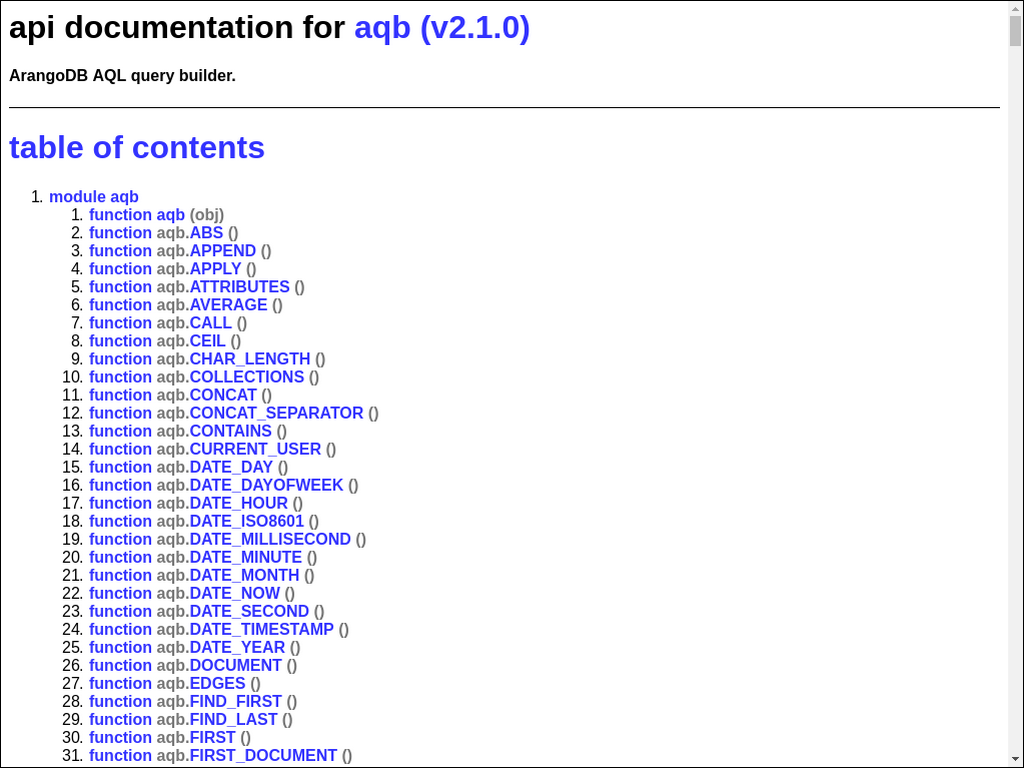 api documentation for aqb (v2.1.0)
ArangoDB AQL query builder.
table of contents
1. module aqb
1. function aqb (obj)
2. function aqb.ABS ()
3. function aqb.APPEND ()
4. function aqb.APPLY ()
5. function aqb.ATTRIBUTES ()
6. function aqb.AVERAGE ()
7. function aqb.CALL ()
8. function aqb.CEIL ()
9. function aqb.CHAR_LENGTH ()
10. function aqb.COLLECTIONS ()
11. function aqb.CONCAT ()
12. function aqb.CONCAT_SEPARATOR ()
13. function aqb.CONTAINS ()
14. function aqb.CURRENT_USER ()
15. function aqb.DATE_DAY ()
16. function aqb.DATE_DAYOFWEEK ()
17. function aqb.DATE_HOUR ()
18. function aqb.DATE_ISO8601 ()
19. function aqb.DATE_MILLISECOND ()
20. function aqb.DATE_MINUTE ()
21. function aqb.DATE_MONTH ()
22. function aqb.DATE_NOW ()
23. function aqb.DATE_SECOND ()
24. function aqb.DATE_TIMESTAMP ()
25. function aqb.DATE_YEAR ()
26. function aqb.DOCUMENT ()
27. function aqb.EDGES ()
28. function aqb.FIND_FIRST ()
29. function aqb.FIND_LAST ()
30. function aqb.FIRST ()
31. function aqb.FIRST_DOCUMENT ()